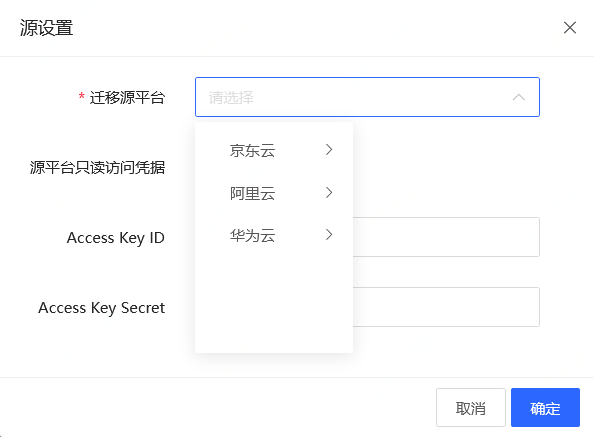 源设置
* 迁移源平台
请选择
京东云
源平台只读访问凭据
阿里云
华为云
Access Key ID
Access Key Secret
取消
确定